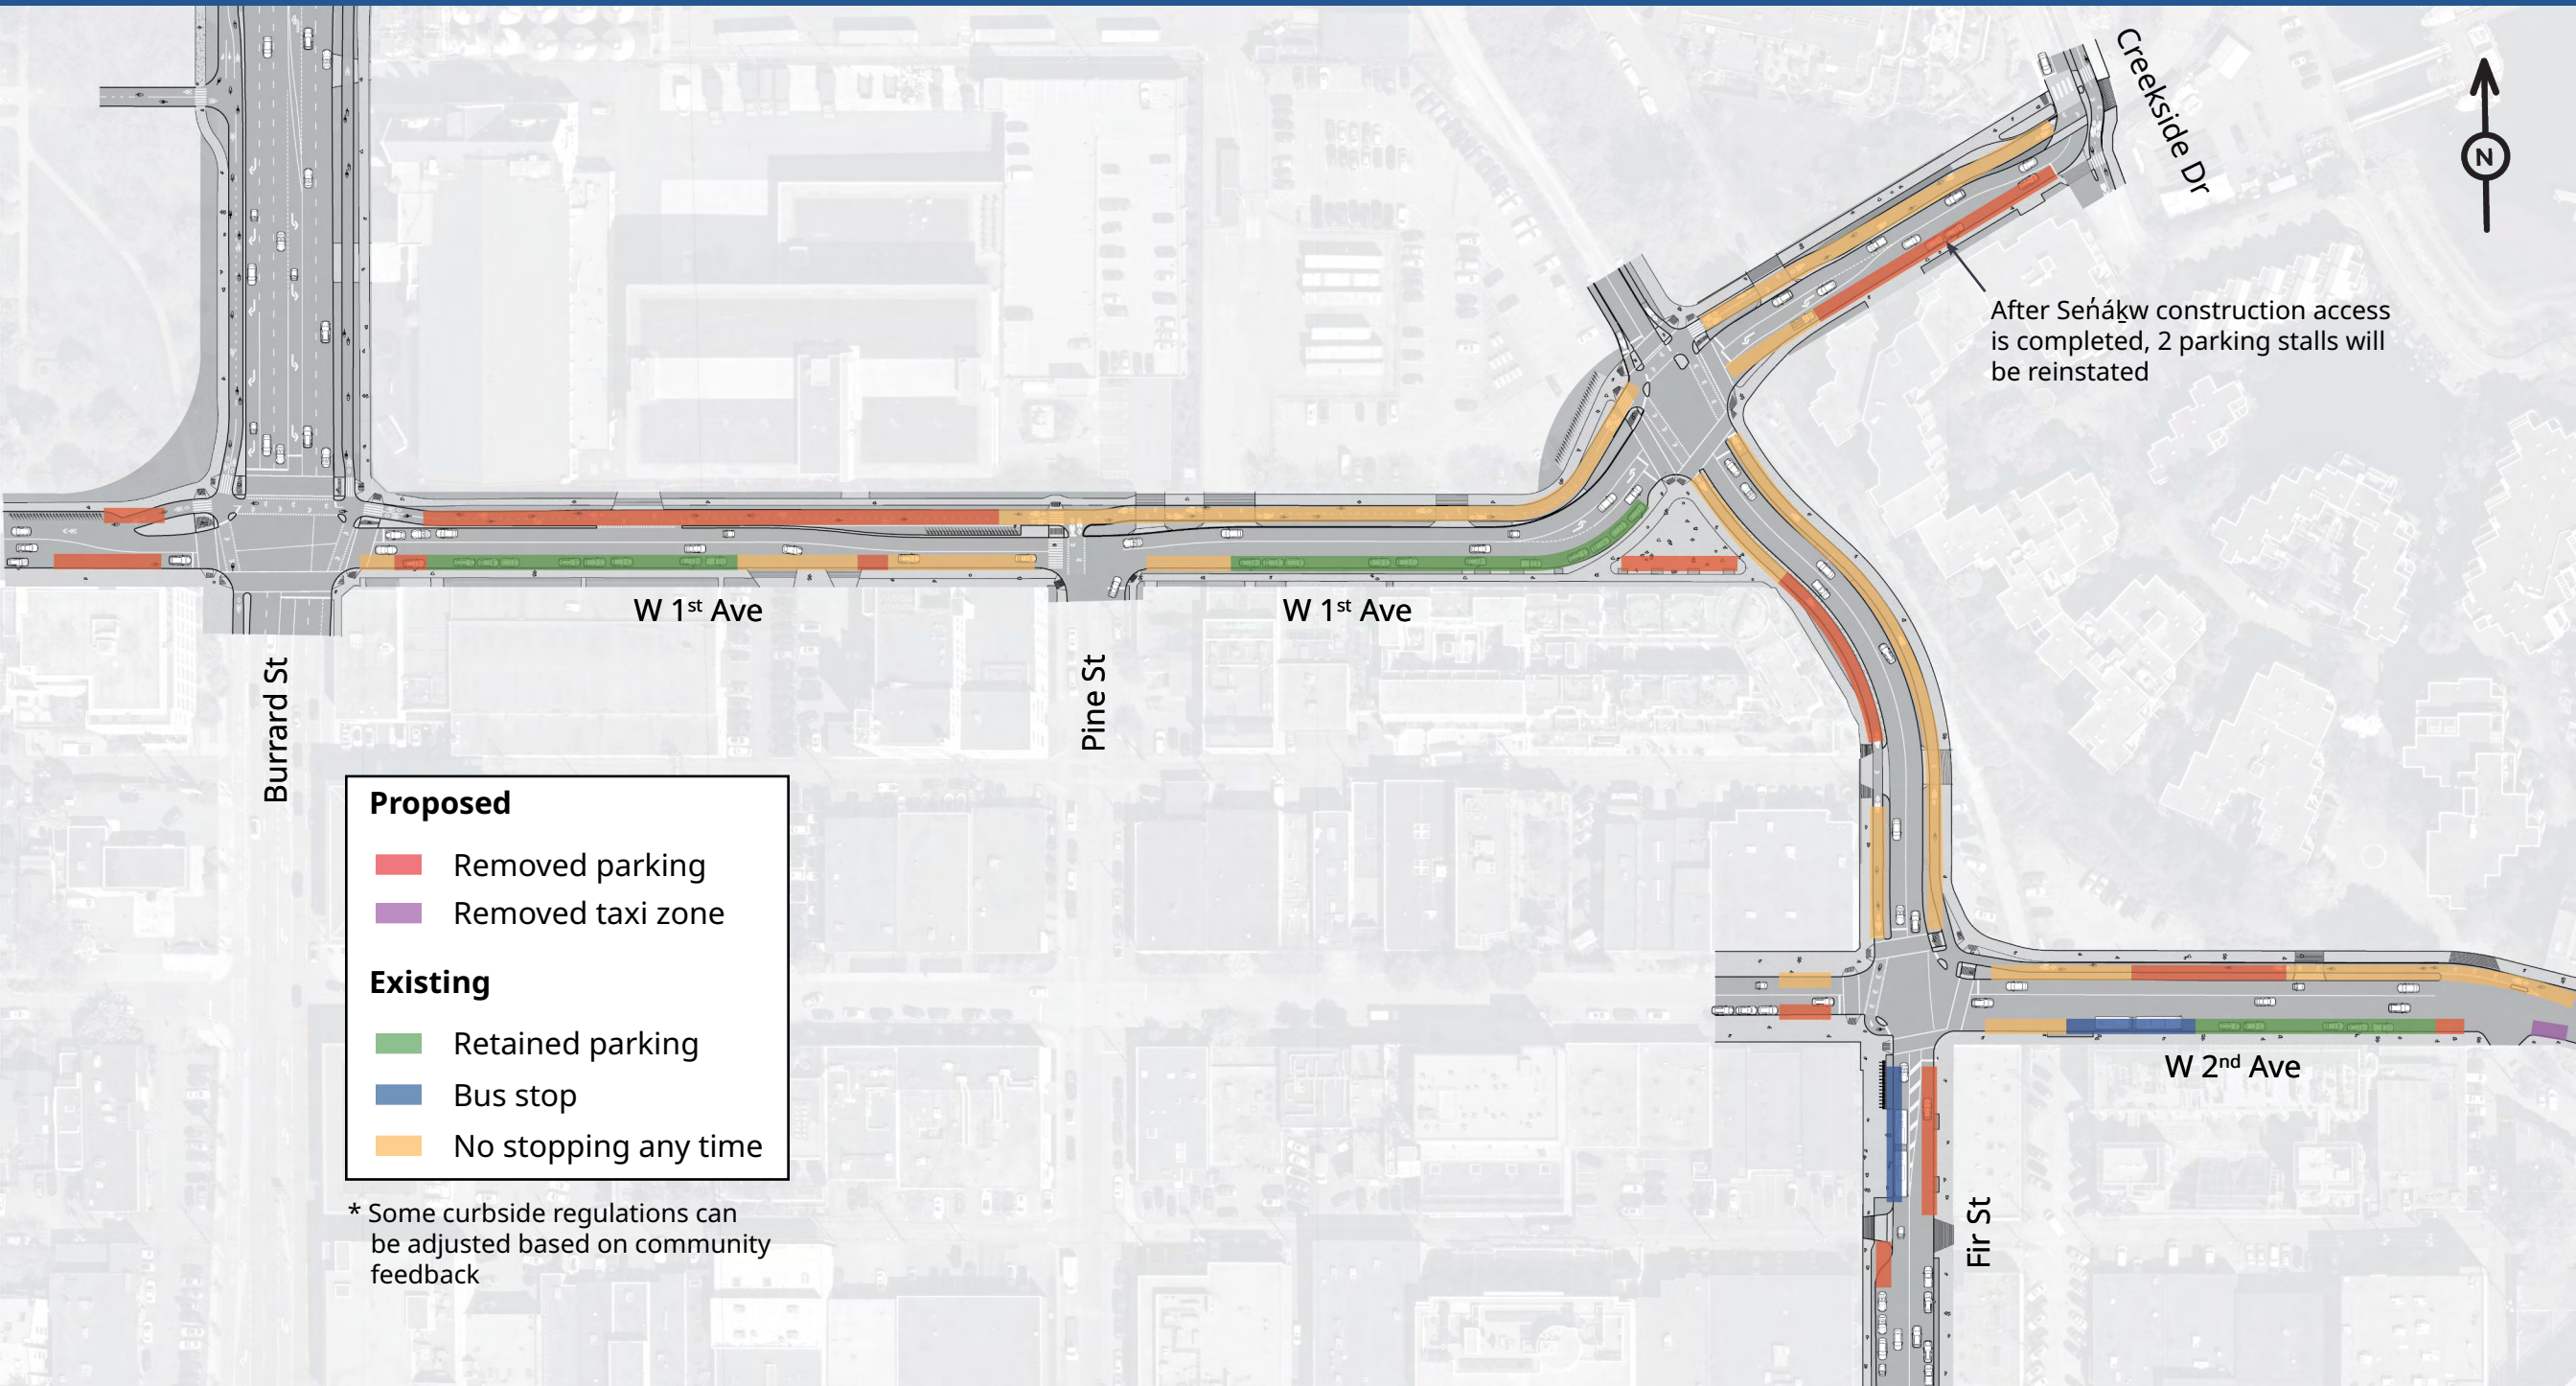 Creekside Dr
N
After Sen̓áḵw construction access
is completed, 2 parking stalls will
be reinstated
W 1st Ave
W 1st Ave
Burrard St
Pine St
Proposed
Removed parking
Removed taxi zone
Existing
Retained parking
Bus stop
No stopping any time
* Some curbside regulations can
be adjusted based on community
feedback
W 2nd Ave
Fir St